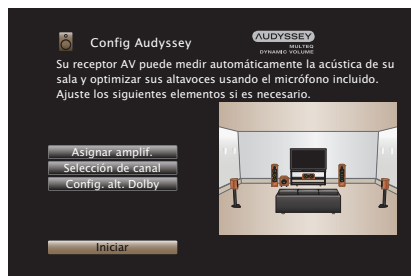 Config Audyssey
AUDYSSEY
MULTEQ
DYNAMIC VOLUME
Su receptor AV puede medir automáticamente la acústica de su
sala y optimizar sus altavoces usando el micrófono incluido.
Ajuste los siguientes elementos si es necesario.
Asignar amplif.
Selección de canal
Config. alt. Dolby
Iniciar